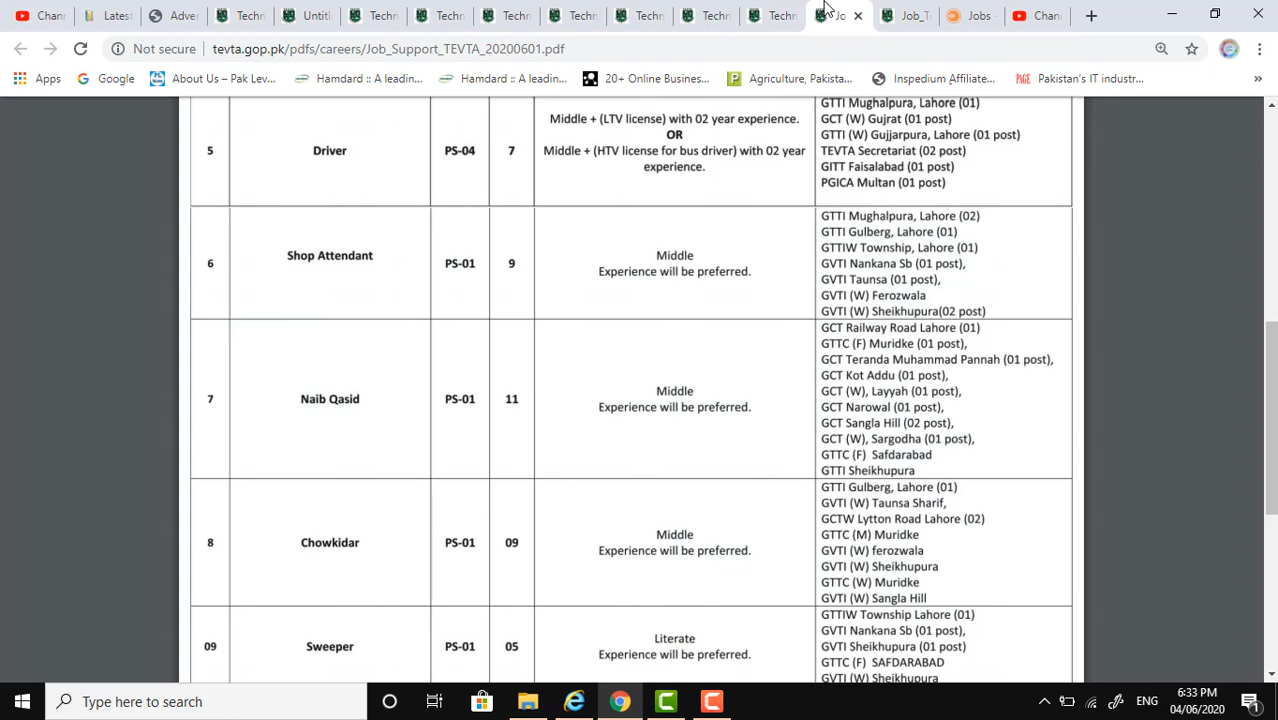 Chann
Latest
Adver
Techn
Untitl
Techn
Techn
Techn
Techn
Techn
Techn
Techn
Jo
Job_Te
Jobs
Chann
Not secure
tevta.gop.pk/pdfs/careers/Job_Support_TEVTA_20200601.pdf
Apps
Google
About Us – Pak Lev...
Hamdard :: A leadin...
Hamdard :: A leadin...
20+ Online Business...
Agriculture, Pakista...
Inspedium Affiliate...
PAGE
Pakistan's IT industr...
»
5
Driver
PS-04
7
Middle + (LTV license) with 02 year experience.
OR
Middle + (HTV license for bus driver) with 02 year
experience.
GTTI Mughalpura, Lahore (01)
GCT (W) Gujrat (01 post)
GTTI (W) Gujjarpura, Lahore (01 post)
TEVTA Secretariat (02 post)
GITT Faisalabad (01 post)
PGICA Multan (01 post)
6
Shop Attendant
PS-01
9
Middle
Experience will be preferred.
GTTI Mughalpura, Lahore (02)
GTTI Gulberg, Lahore (01)
GTTIW Township, Lahore (01)
GVTI Nankana Sb (01 post),
GVTI Taunsa (01 post),
GVTI (W) Ferozwala
GVTI (W) Sheikhupura(02 post)
7
Naib Qasid
PS-01
11
Middle
Experience will be preferred.
GCT Railway Road Lahore (01)
GTTC (F) Muridke (01 post),
GCT Teranda Muhammad Pannah (01 post),
GCT Kot Addu (01 post),
GCT (W), Layyah (01 post),
GCT Narowal (01 post),
GCT Sangla Hill (02 post),
GCT (W), Sargodha (01 post),
GTTC (F) Safdarabad
GTTI Sheikhupura
8
Chowkidar
PS-01
09
Middle
Experience will be preferred.
GTTI Gulberg, Lahore (01)
GVTI (W) Taunsa Sharif,
GCTW Lytton Road Lahore (02)
GTTC (M) Muridke
GVTI (W) ferozwala
GVTI (W) Sheikhupura
GTTC (W) Muridke
GVTI (W) Sangla Hill
09
Sweeper
PS-01
05
Literate
Experience will be preferred.
GTTIW Township Lahore (01)
GVTI Nankana Sb (01 post),
GVTI Sheikhupura (01 post)
GTTC (F) SAFDARABAD
GVTI (W) Sheikhupura
Type here to search
ENG
6:33 PM
04/06/2020
1